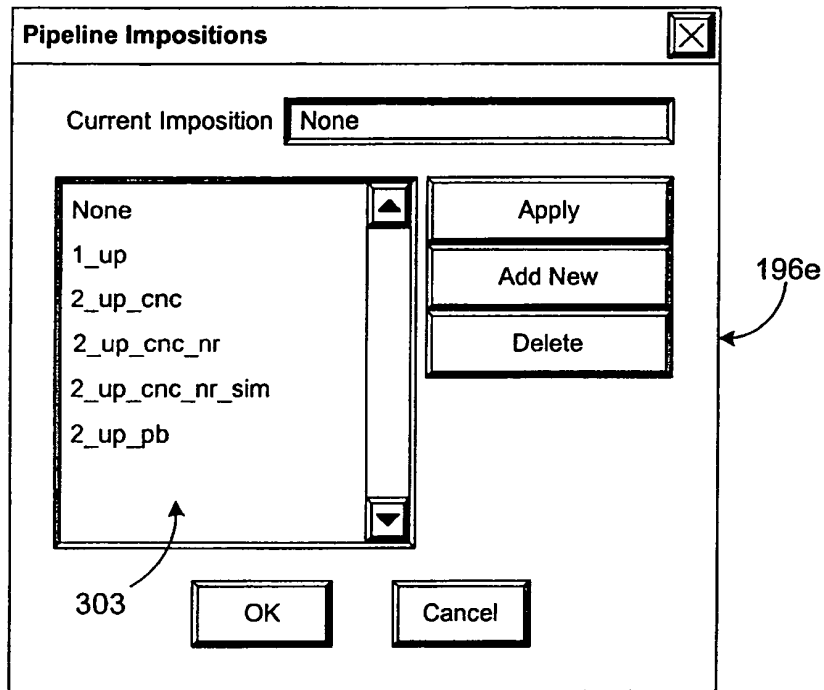 Pipeline Impositions
Current Imposition None
None
1_up
2_up_cnc
2_up_cnc_nr
2_up_cnc_nr_sim
2_up_pb
Apply
Add New
Delete
196e
303
OK
Cancel